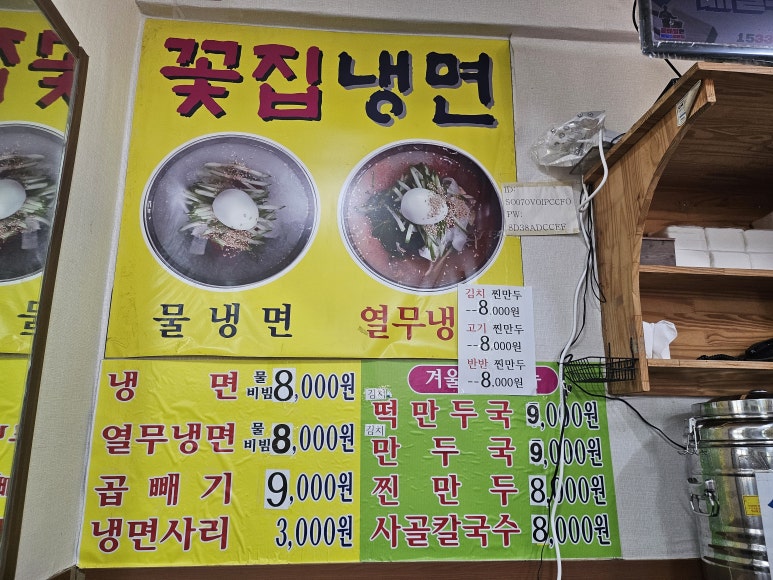 꽃집냉면
물냉면
열무냉
ID:
S0070V0IPCCF0
PW:
8D38ADCCFF
김치 찐만두
--8,000원
고기 찐만두
--8,000원
반반 찐만두
--8,000원
냉면 물 비빔 8,000원
열무냉면 물 비빔 8,000원
곱빼기 9,000원
냉면사리 3,000원
겨울
김치 떡만두국 9,000원
김치 만두국 9,000원
찐만두 8,000원
사골칼국수 8,000원
1533